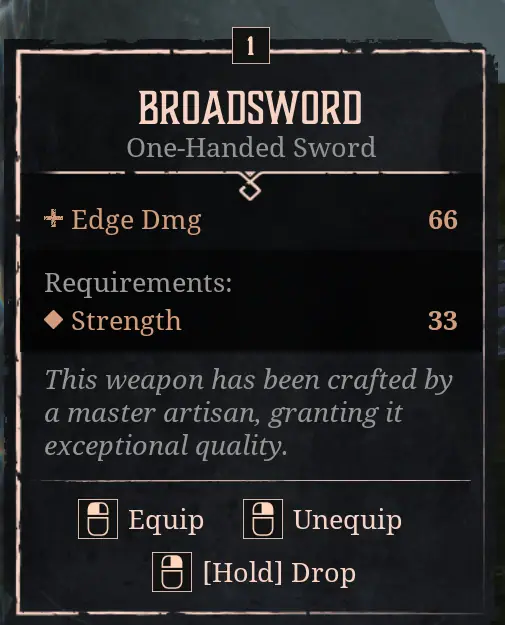 1
BROADSWORD
One-Handed Sword
Edge Dmg 66
Requirements:
Strength 33
This weapon has been crafted by
a master artisan, granting it
exceptional quality.
Equip Unequip
[Hold] Drop